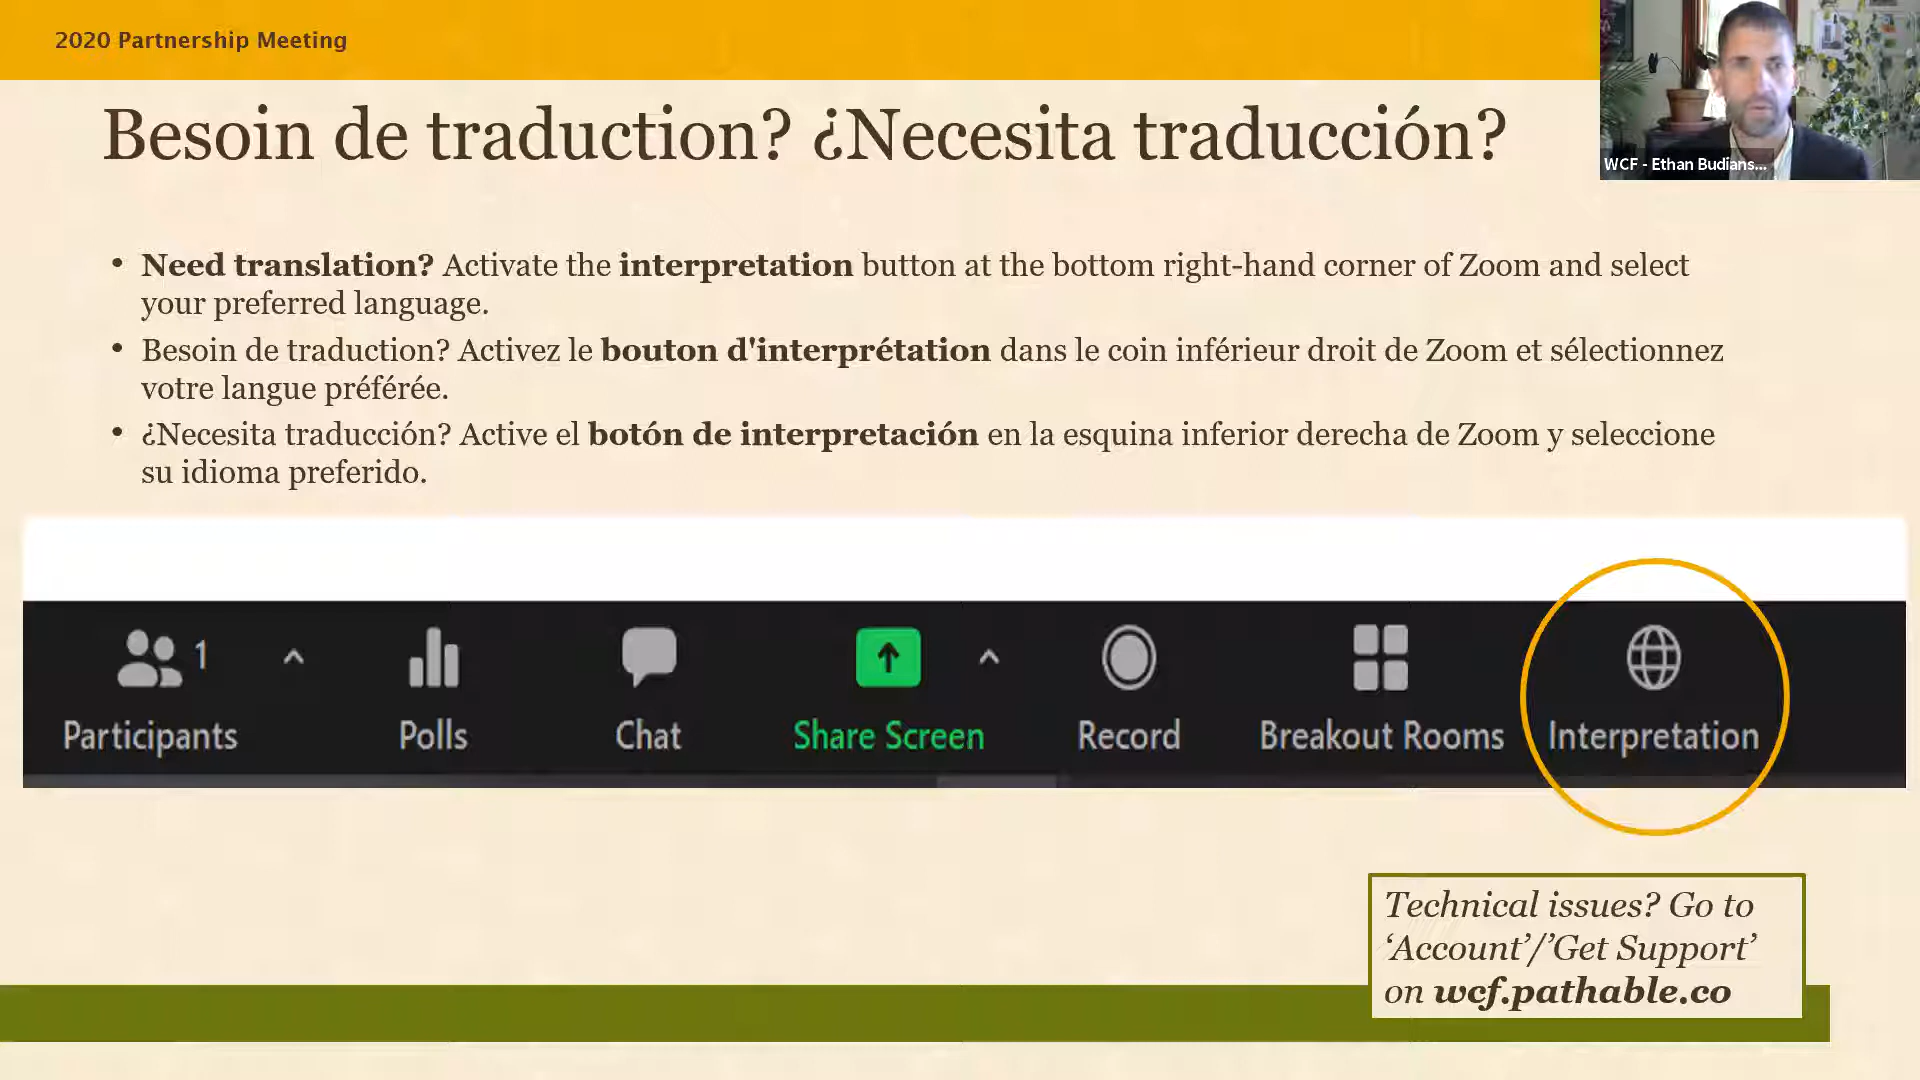 2020 Partnership Meeting
Besoin de traduction? ¿Necesita traducción?
WCF - Ethan Budians...
• Need translation? Activate the interpretation button at the bottom right-hand corner of Zoom and select
your preferred language.
• Besoin de traduction? Activez le bouton d'interprétation dans le coin inférieur droit de Zoom et sélectionnez
votre langue préférée.
• ¿Necesita traducción? Active el botón de interpretación en la esquina inferior derecha de Zoom y seleccione
su idioma preferido.
1
Participants Polls Chat Share Screen Record Breakout Rooms Interpretation
Technical issues? Go to
‘Account’/’Get Support’
on wcf.pathable.co